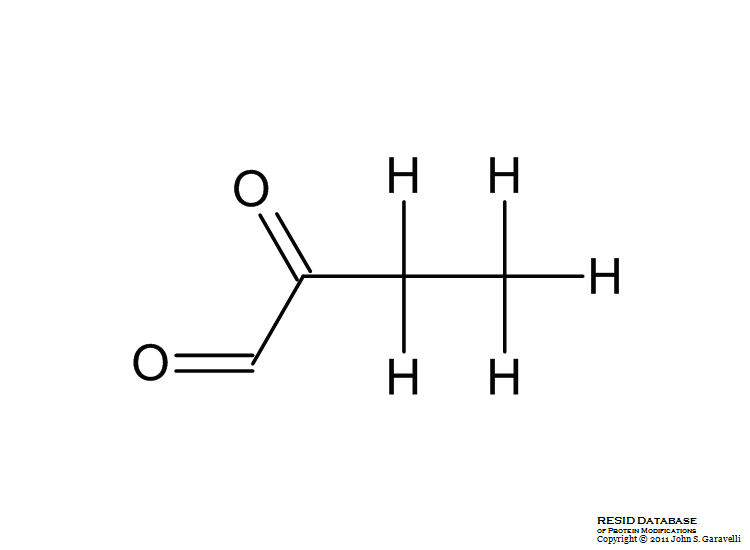 O H H
H
O H H
RESID DATABASE
OF PROTEIN MODIFICATIONS
Copyright © 2011 John S. Garavelli